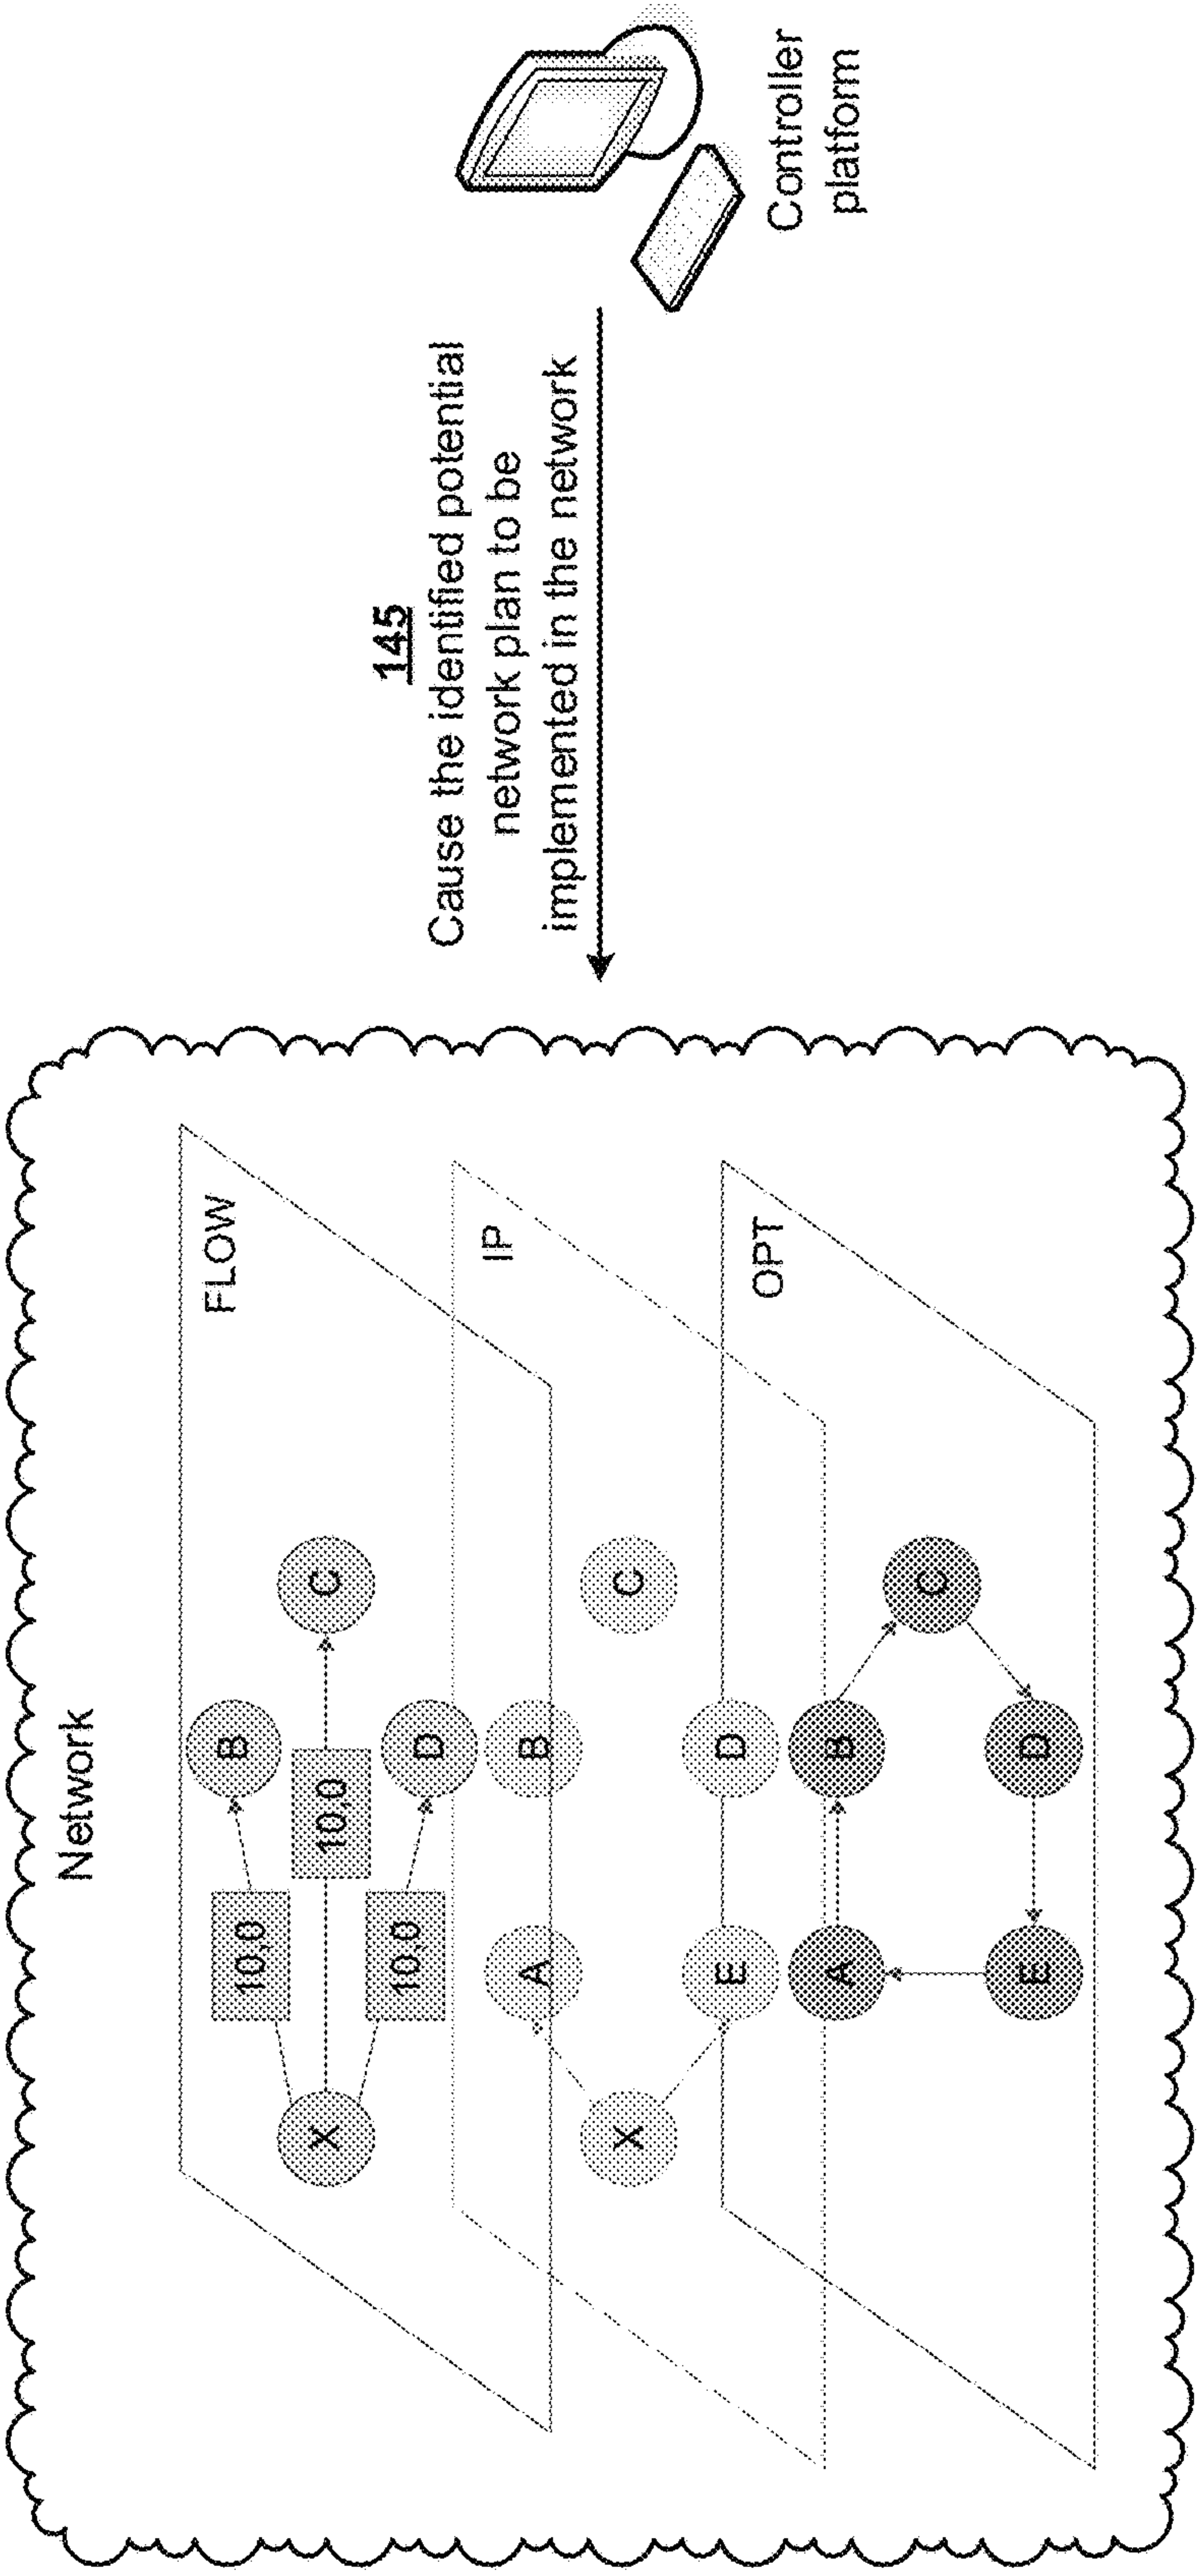 Network
FLOW
B
10,0
X
10,0
C
10,0
D
IP
A
B
X
C
E
D
OPT
A
B
C
E
D
145
Cause the identified potential
network plan to be
implemented in the network
Controller
platform